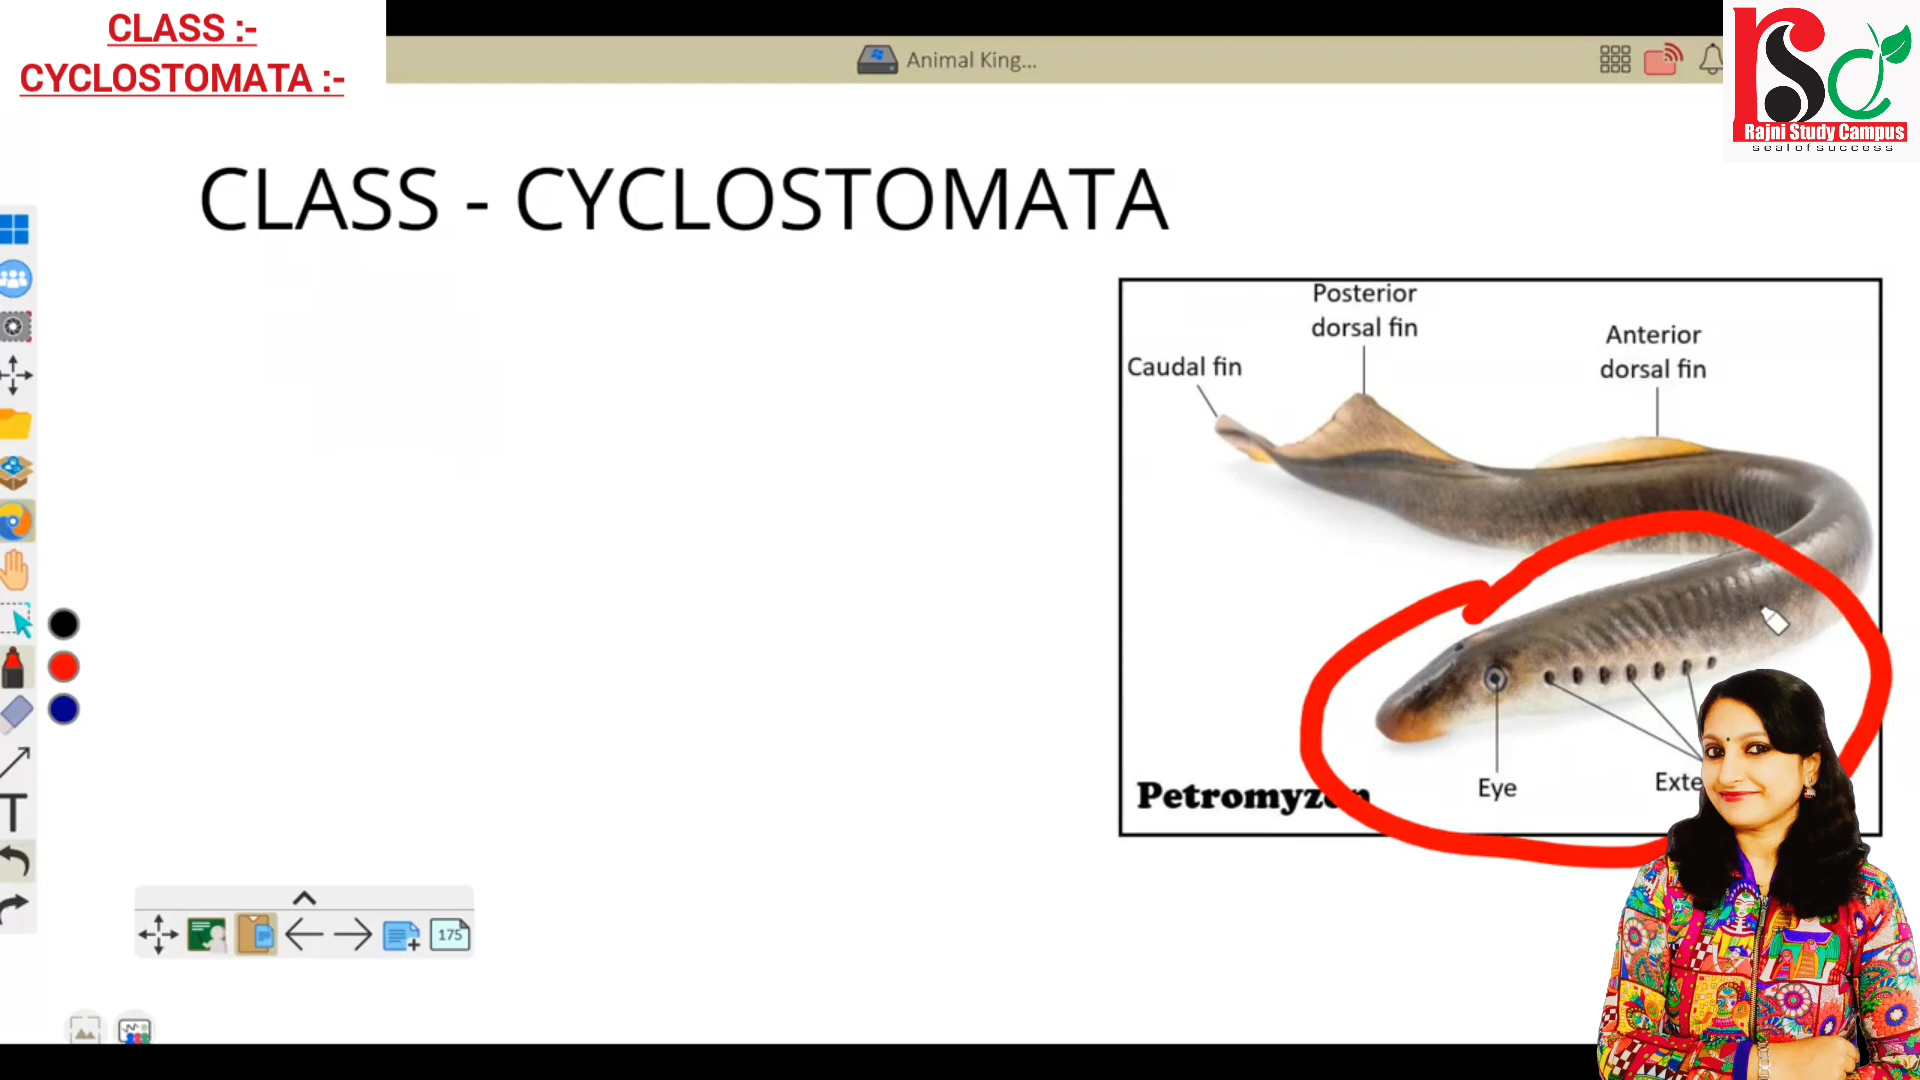 CLASS :-
CYCLOSTOMATA :-
Animal King...
Rajni Study Campus
seal of success
CLASS - CYCLOSTOMATA
Posterior
dorsal fin
Anterior
dorsal fin
Caudal fin
Eye
Exte
Petromyzon
175